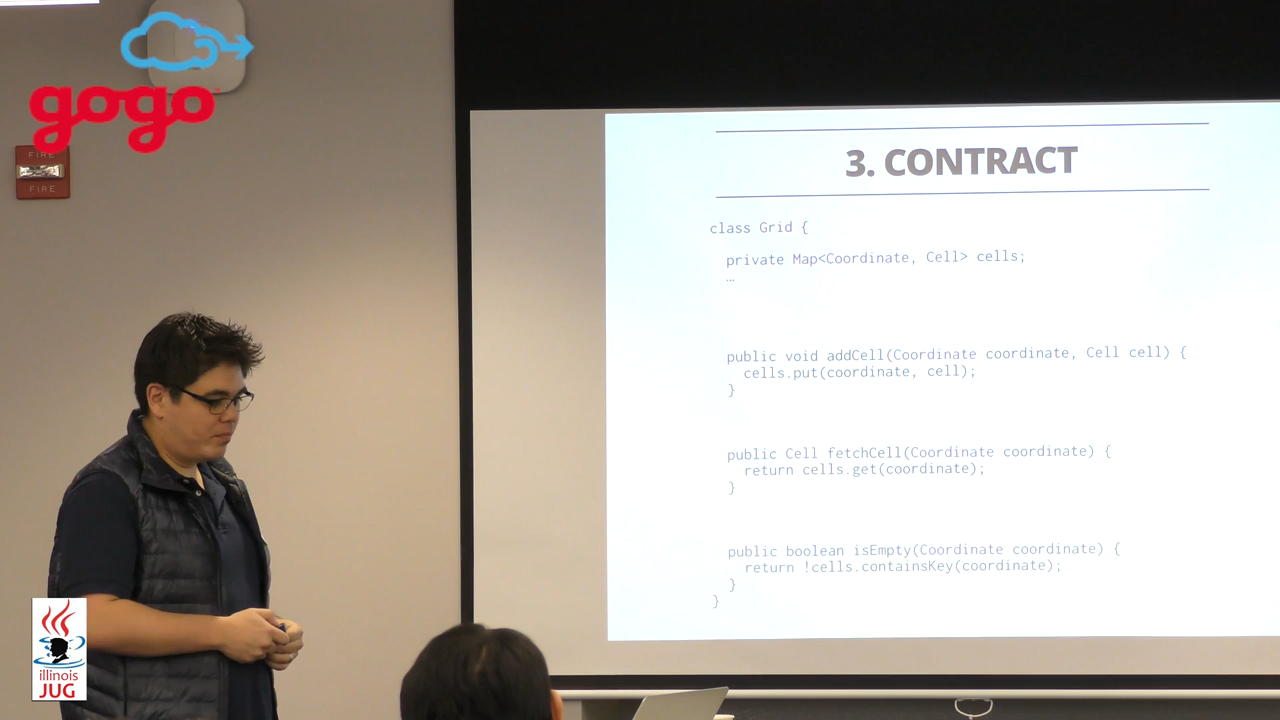 gogo
FIRE
FIRE
illinois
JUG
3. CONTRACT
class Grid {
private Map<Coordinate, Cell> cells;
…
public void addCell(Coordinate coordinate, Cell cell) {
cells.put(coordinate, cell);
}
public Cell fetchCell(Coordinate coordinate) {
return cells.get(coordinate);
}
public boolean isEmpty(Coordinate coordinate) {
return !cells.containsKey(coordinate);
}
}